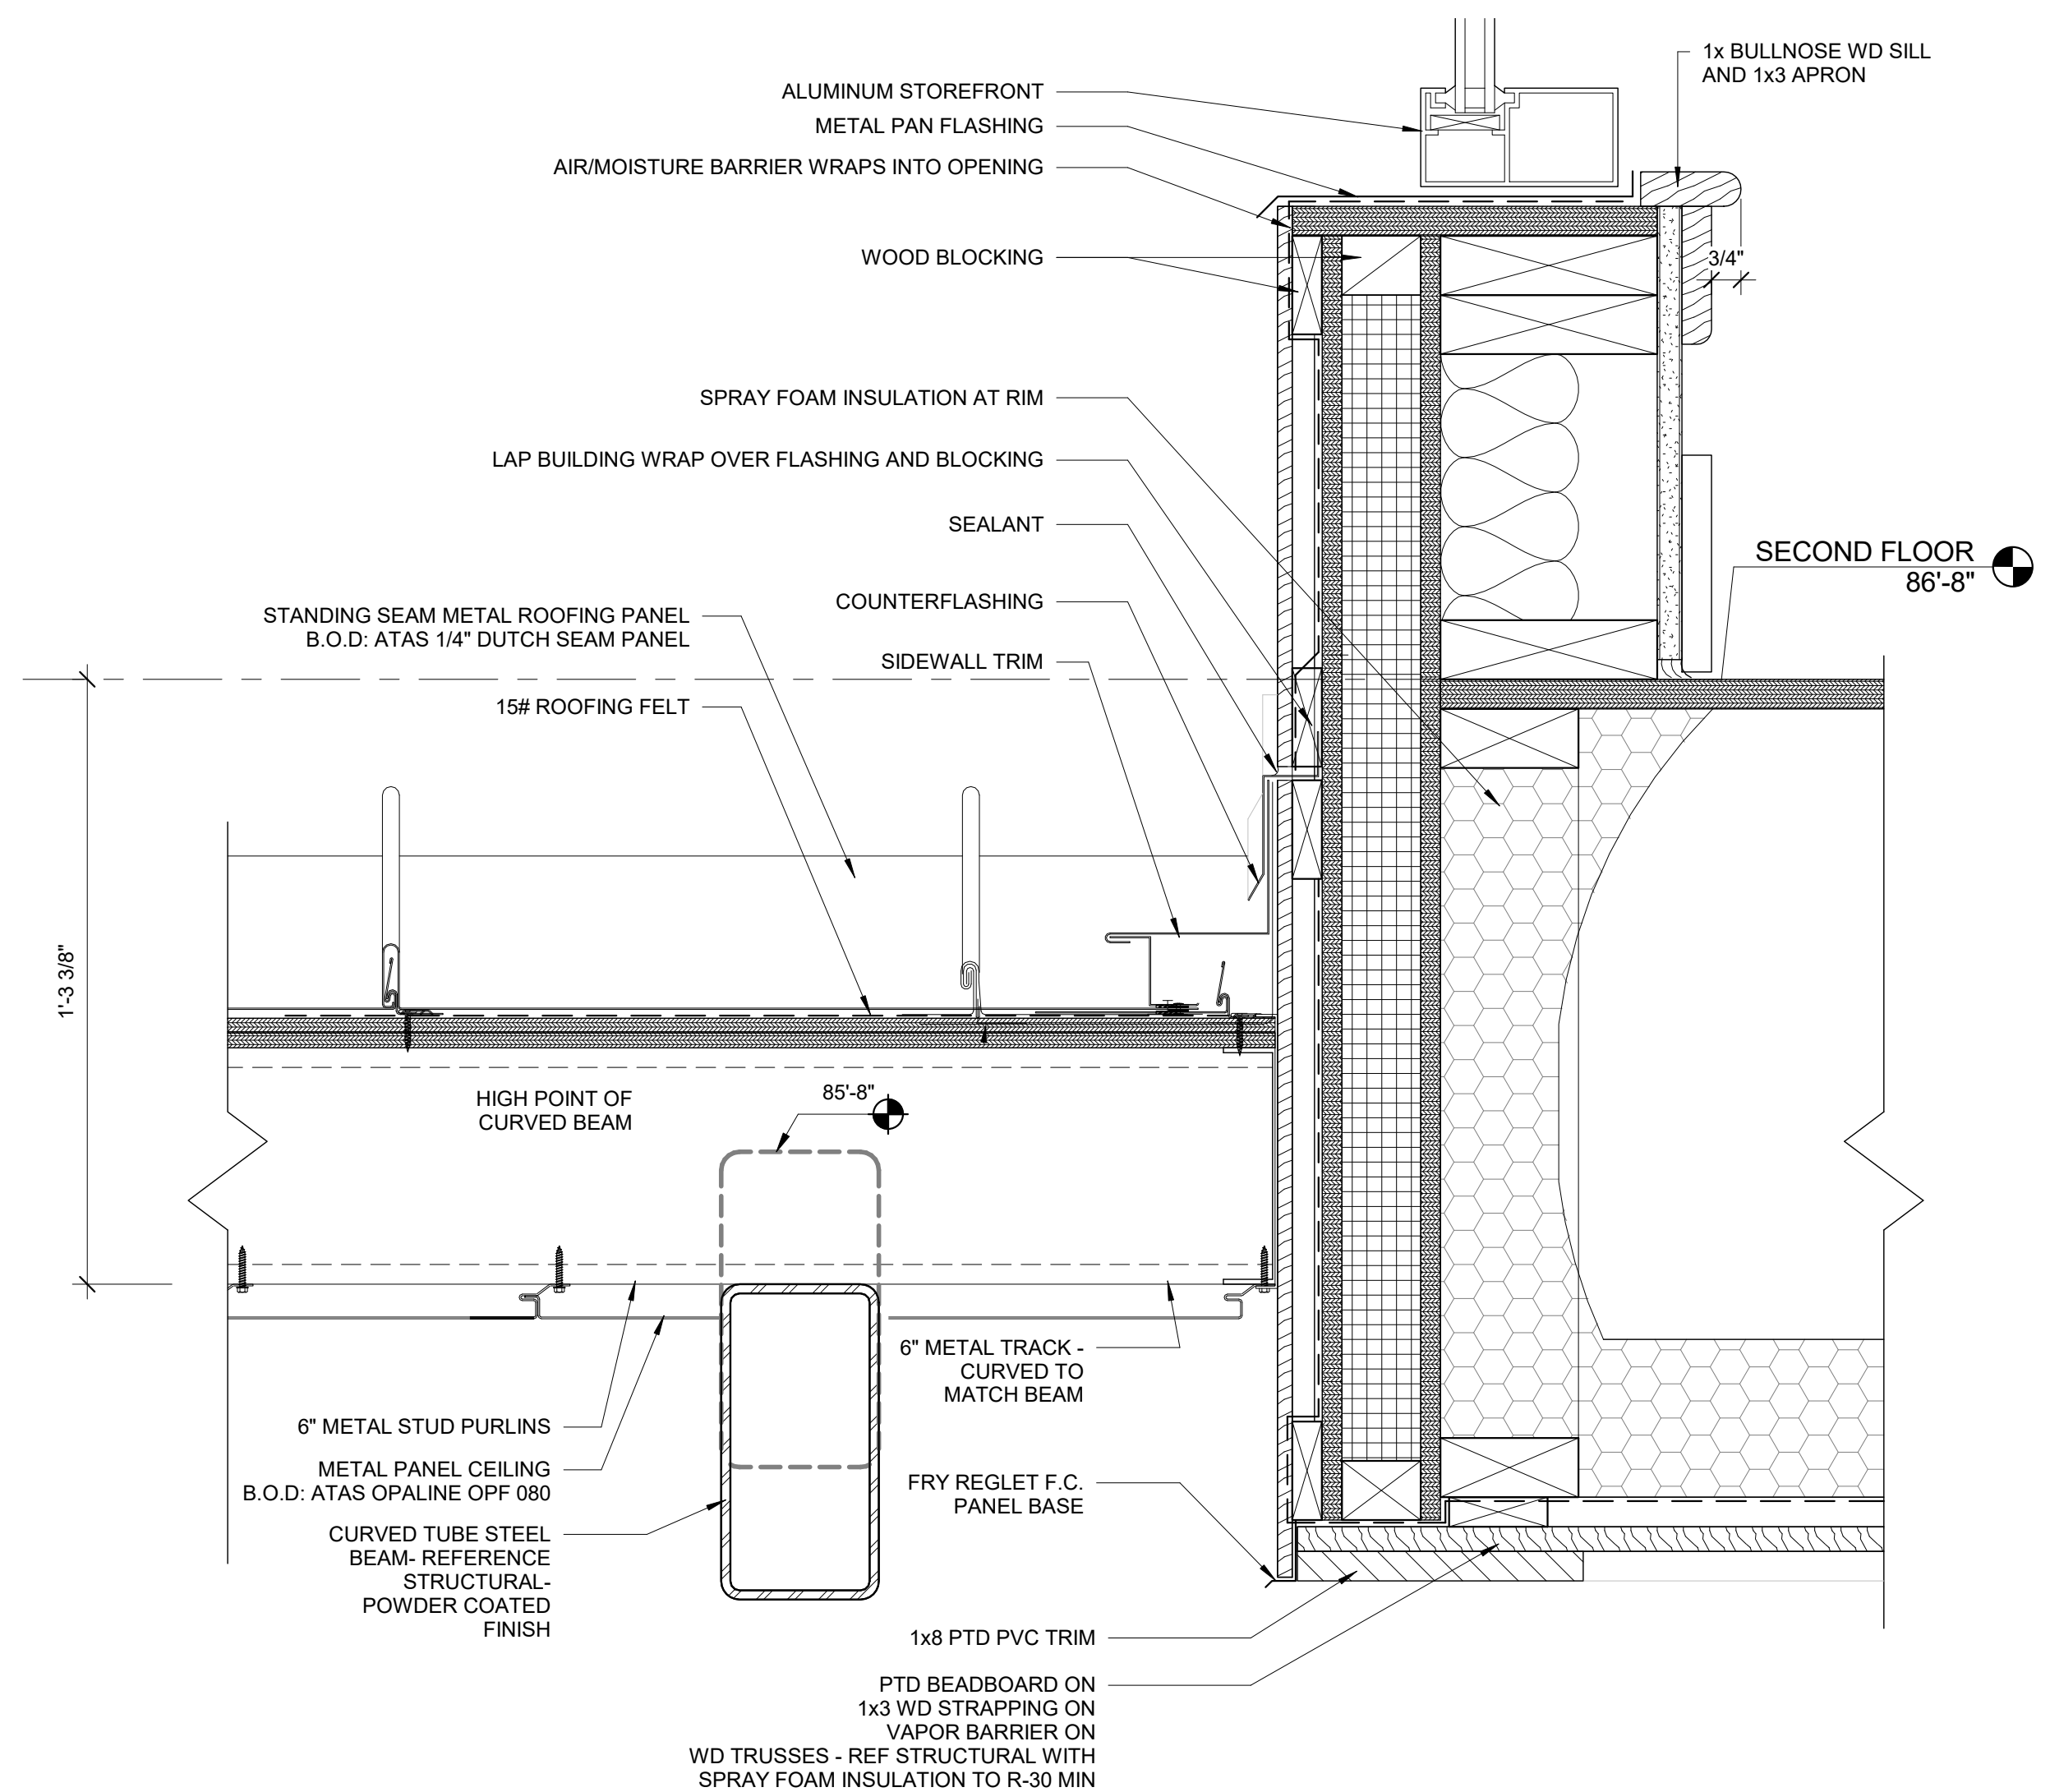 1x BULLNOSE WD SILL
AND 1x3 APRON
ALUMINUM STOREFRONT
METAL PAN FLASHING
AIR/MOISTURE BARRIER WRAPS INTO OPENING
WOOD BLOCKING
3/4"
SPRAY FOAM INSULATION AT RIM
LAP BUILDING WRAP OVER FLASHING AND BLOCKING
SEALANT
SECOND FLOOR
86'-8"
COUNTERFLASHING
STANDING SEAM METAL ROOFING PANEL
B.O.D: ATAS 1/4" DUTCH SEAM PANEL
SIDEWALL TRIM
15# ROOFING FELT
1'-3 3/8"
HIGH POINT OF
CURVED BEAM
85'-8"
6" METAL TRACK -
CURVED TO
MATCH BEAM
6" METAL STUD PURLINS
METAL PANEL CEILING
B.O.D: ATAS OPALINE OPF 080
FRY REGLET F.C.
PANEL BASE
CURVED TUBE STEEL
BEAM- REFERENCE
STRUCTURAL-
POWDER COATED
FINISH
1x8 PTD PVC TRIM
PTD BEADBOARD ON
1x3 WD STRAPPING ON
VAPOR BARRIER ON
WD TRUSSES - REF STRUCTURAL WITH
SPRAY FOAM INSULATION TO R-30 MIN